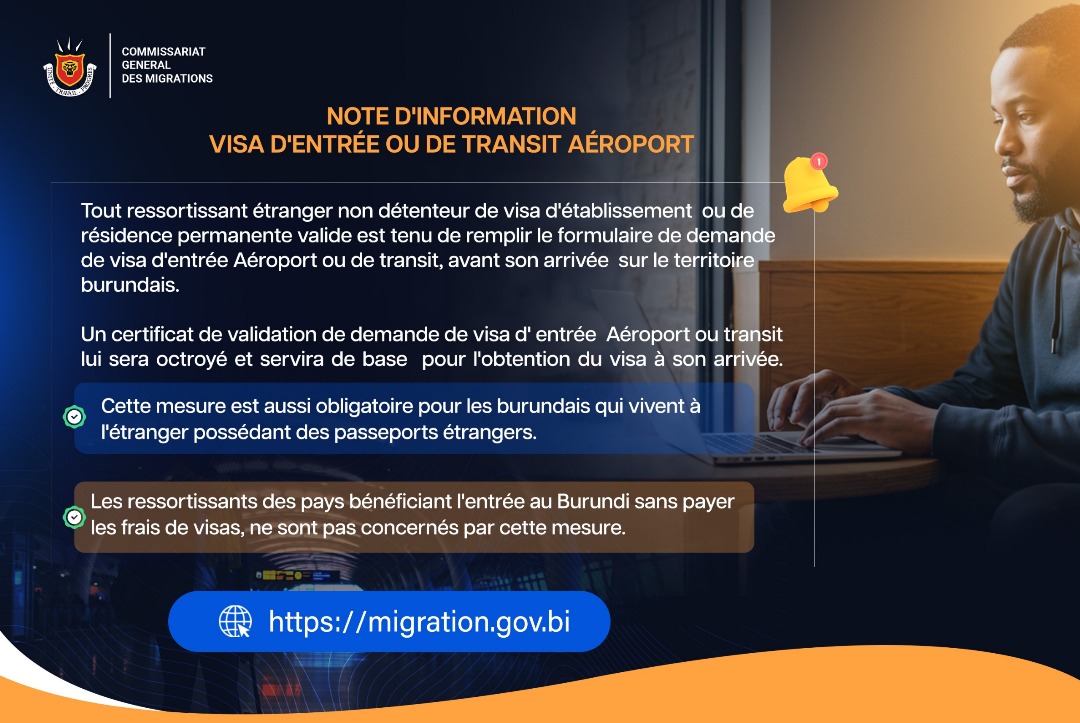 COMMISSARIAT
GENERAL
DES MIGRATIONS
NOTE D'INFORMATION
VISA D'ENTRÉE OU DE TRANSIT AÉROPORT
1
Tout ressortissant étranger non détenteur de visa d'établissement ou de
résidence permanente valide est tenu de remplir le formulaire de demande
de visa d'entrée Aéroport ou de transit, avant son arrivée sur le territoire
burundais.
Un certificat de validation de demande de visa d' entrée Aéroport ou transit
lui sera octroyé et servira de base pour l'obtention du visa à son arrivée.
Cette mesure est aussi obligatoire pour les burundais qui vivent à
l'étranger possédant des passeports étrangers.
Les ressortissants des pays bénéficiant l'entrée au Burundi sans payer
les frais de visas, ne sont pas concernés par cette mesure.
https://migration.gov.bi